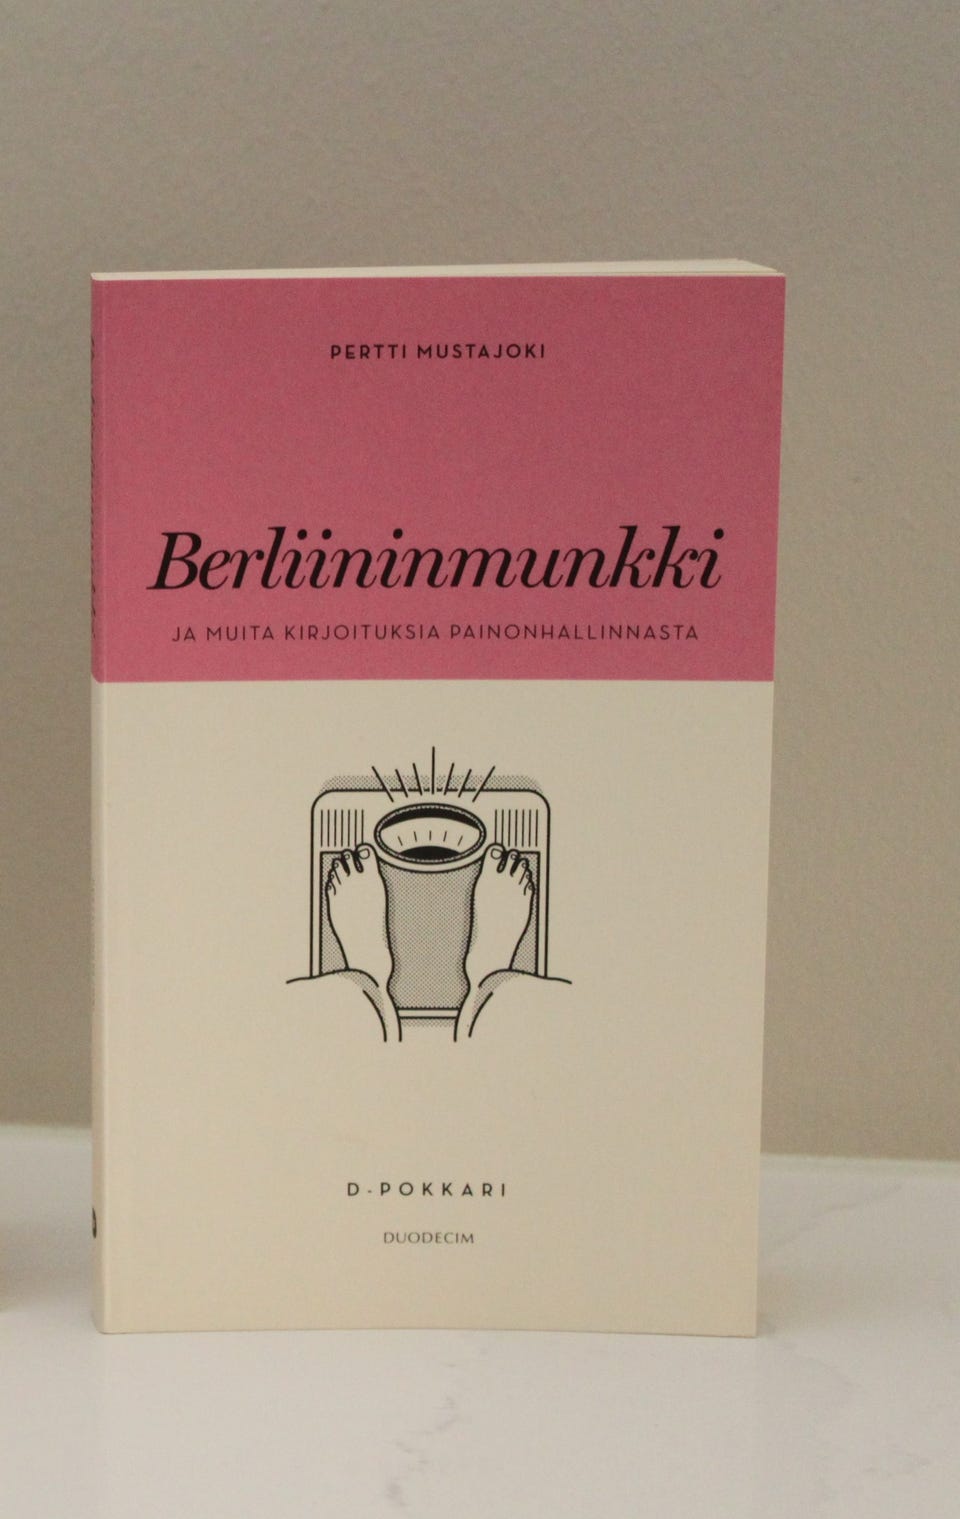 PERTTI MUSTAJOKI
Berliininmunkki
JA MUITA KIRJOITUKSIA PAINONHALLINNASTA
D-POKKARI
DUODECIM